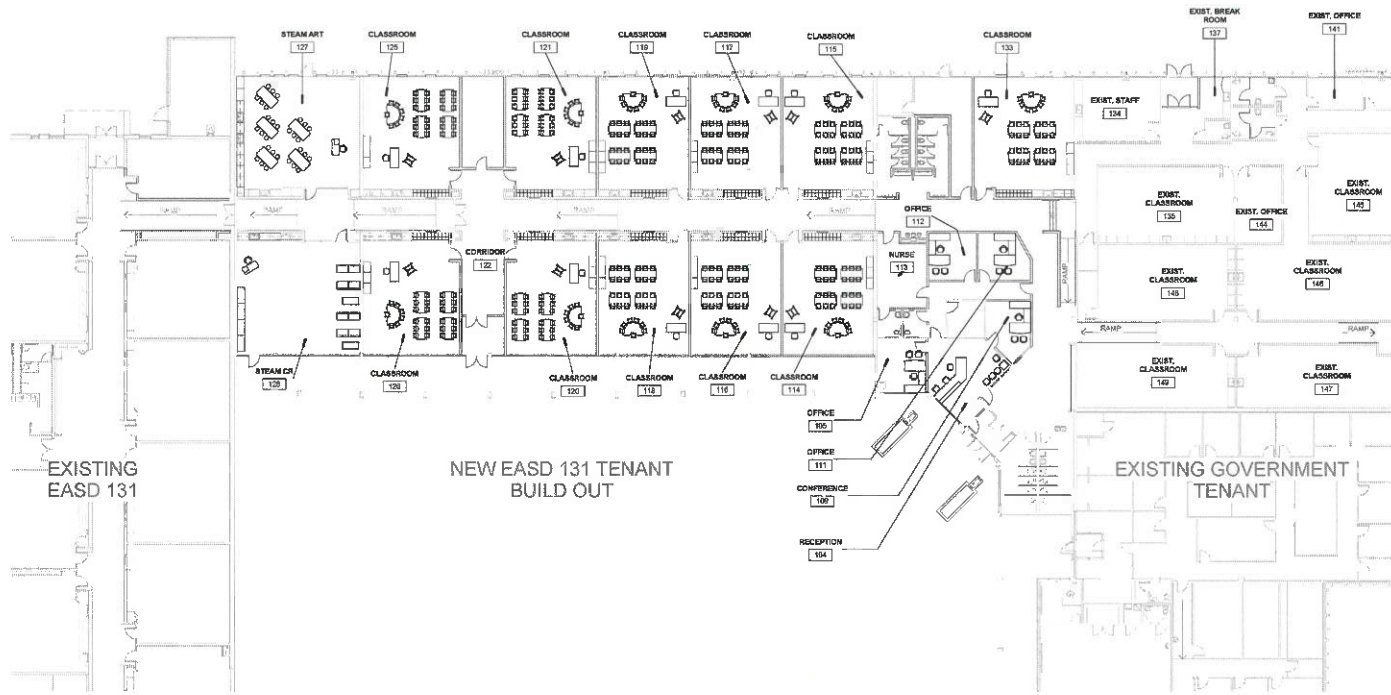 EXIST. BREAK
ROOM
137
EXIST. OFFICE
141
STEAM ART
127
CLASSROOM
125
CLASSROOM
121
CLASSROOM
119
CLASSROOM
117
CLASSROOM
115
CLASSROOM
133
EXIST. STAFF
134
RAMP
RAMP
RAMP
RAMP
RAMP
OFFICE
112
EXIST.
CLASSROOM
135
EXIST. OFFICE
144
EXIST.
CLASSROOM
145
CORRIDOR
122
NURSE
113
RAMP
EXIST.
CLASSROOM
148
EXIST.
CLASSROOM
146
RAMP
RAMP
STEAM CR.
128
CLASSROOM
126
CLASSROOM
120
CLASSROOM
118
CLASSROOM
116
CLASSROOM
114
EXIST.
CLASSROOM
149
EXIST.
CLASSROOM
147
OFFICE
105
OFFICE
111
CONFERENCE
109
RECEPTION
104
EXISTING
EASD 131
NEW EASD 131 TENANT
BUILD OUT
EXISTING GOVERNMENT
TENANT